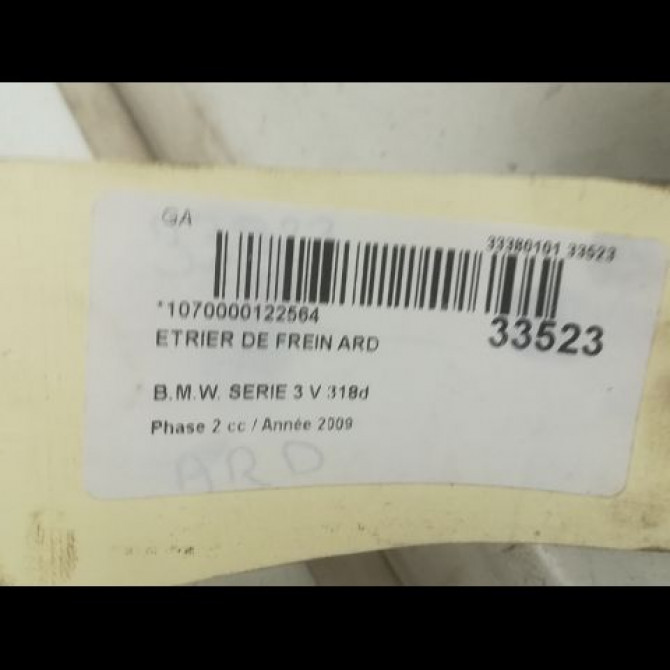 GA
33380101 33523
*1070000122564
33523
ETRIER DE FREIN ARD
B.M.W. SERIE 3 V 318d
Phase 2 cc / Année 2009
ARD